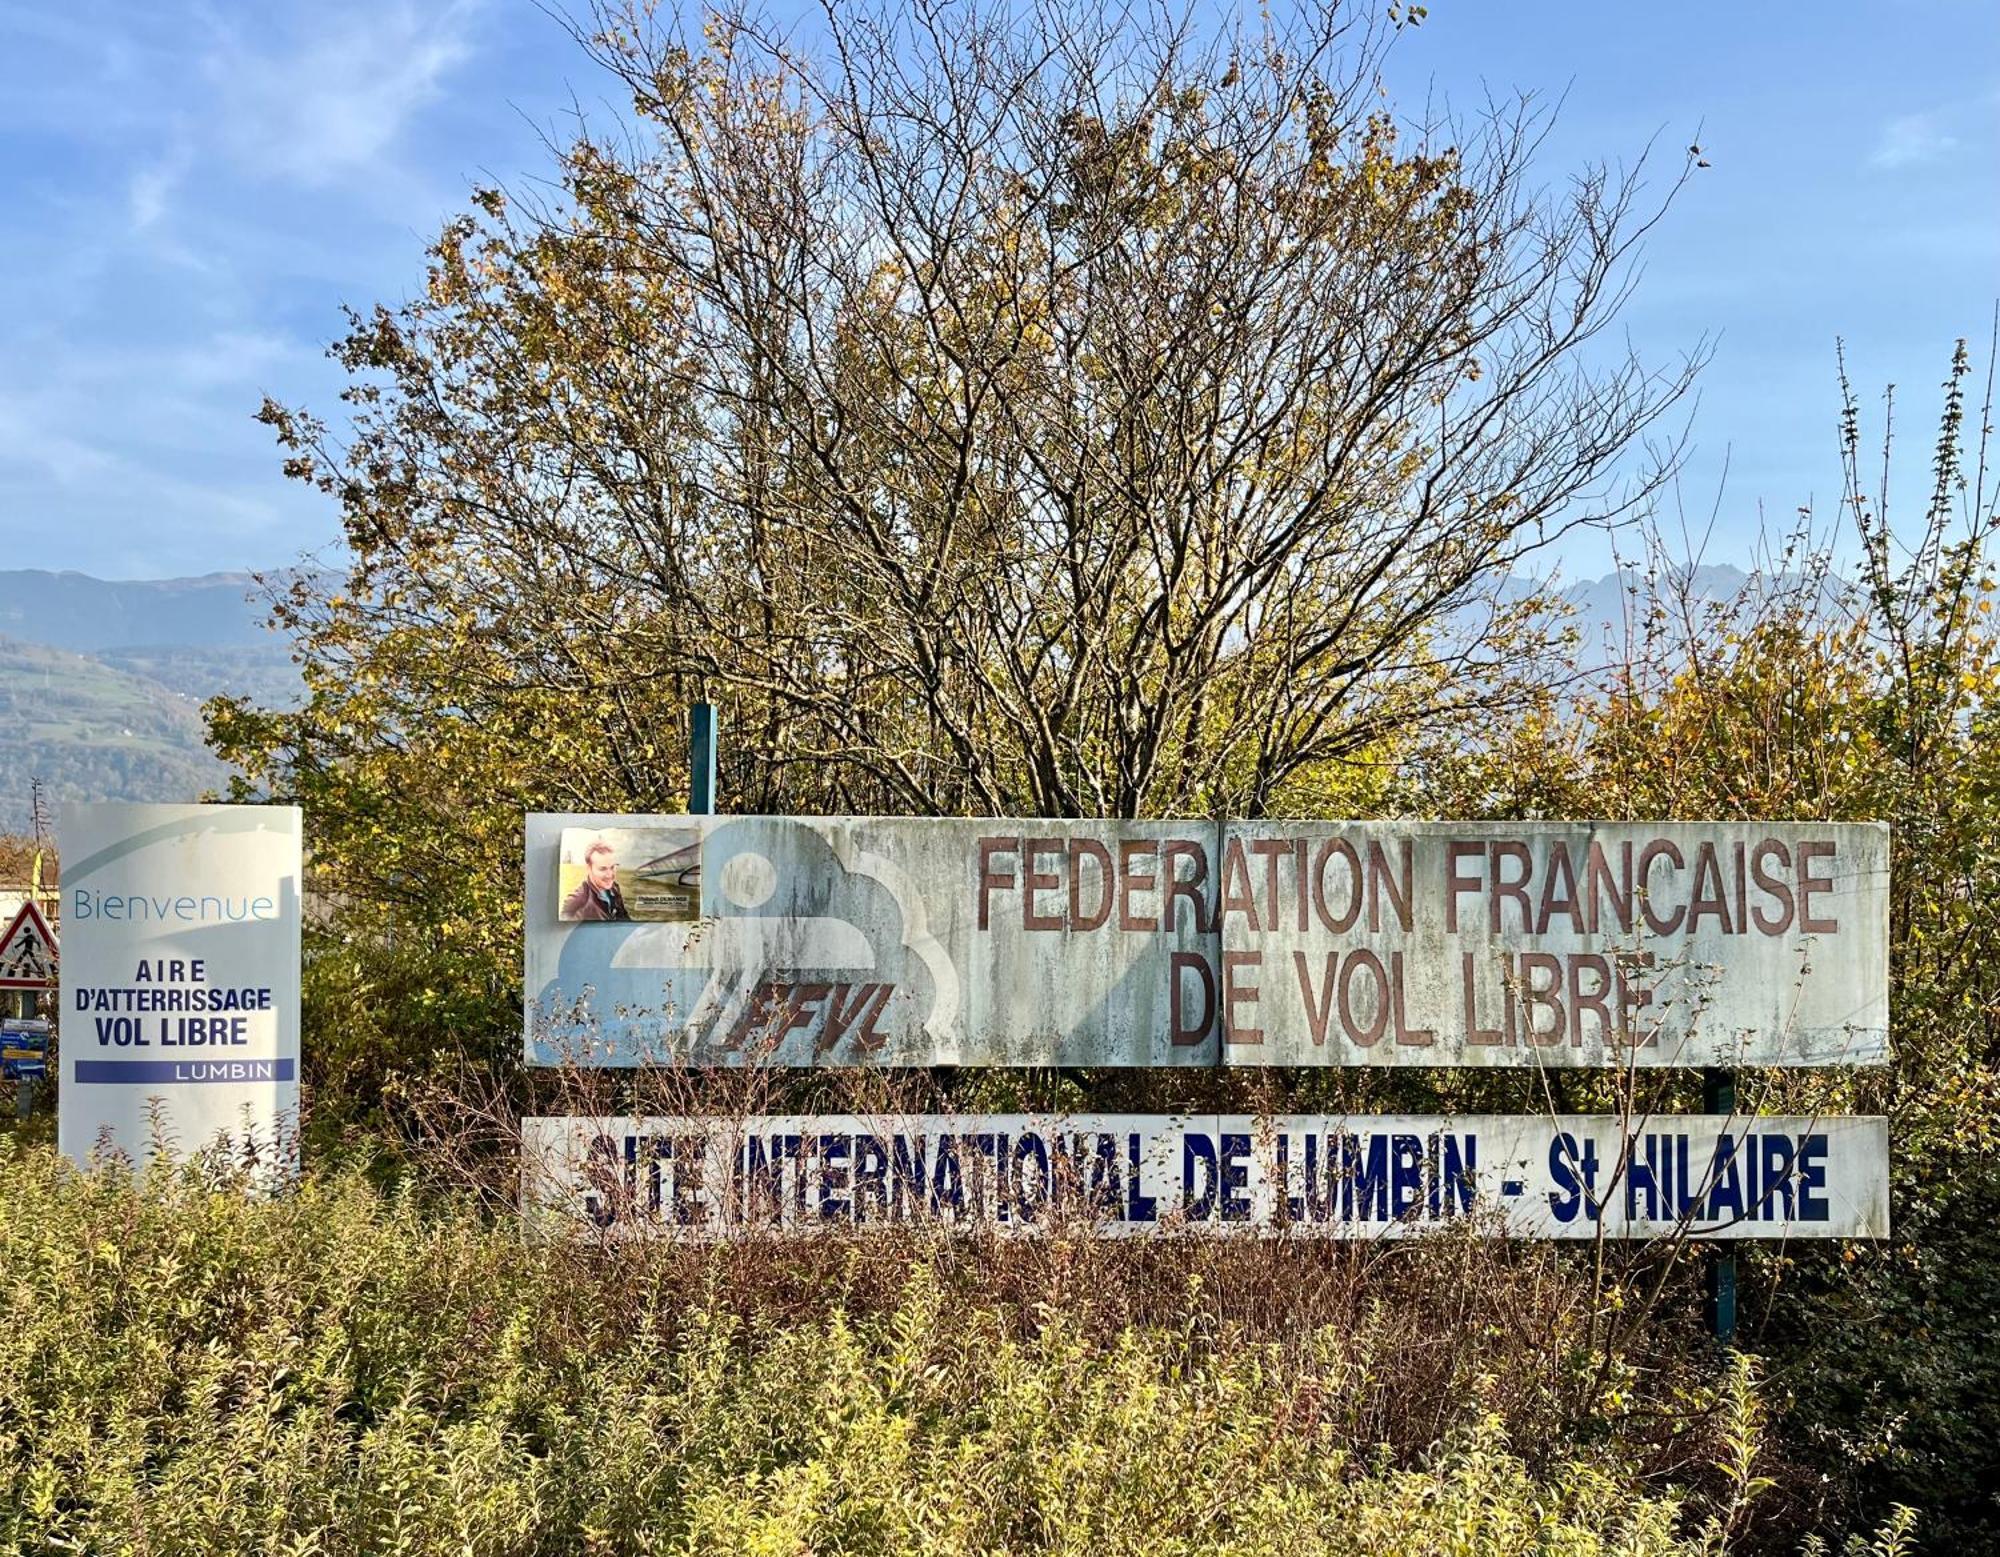 Bienvenue
AIRE
D'ATTERRISSAGE
VOL LIBRE
LUMBIN
FFVL
FEDERATION FRANCAISE
DE VOL LIBRE
SITE INTERNATIONAL DE LUMBIN - St HILAIRE